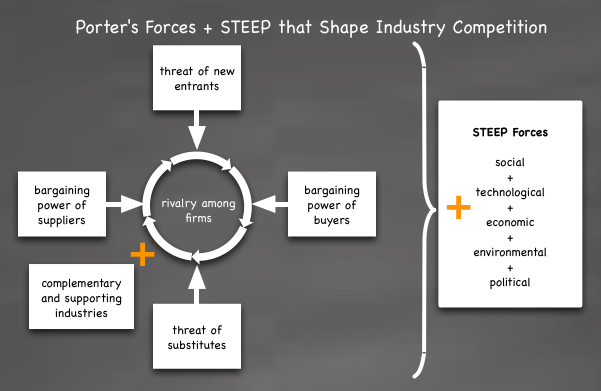 Porter's Forces + STEEP that Shape Industry Competition
threat of new
entrants
bargaining
power of
suppliers
rivalry among
firms
bargaining
power of
buyers
+
complementary
and supporting
industries
threat of
substitutes
+
STEEP Forces
social
+
technological
+
economic
+
environmental
+
political